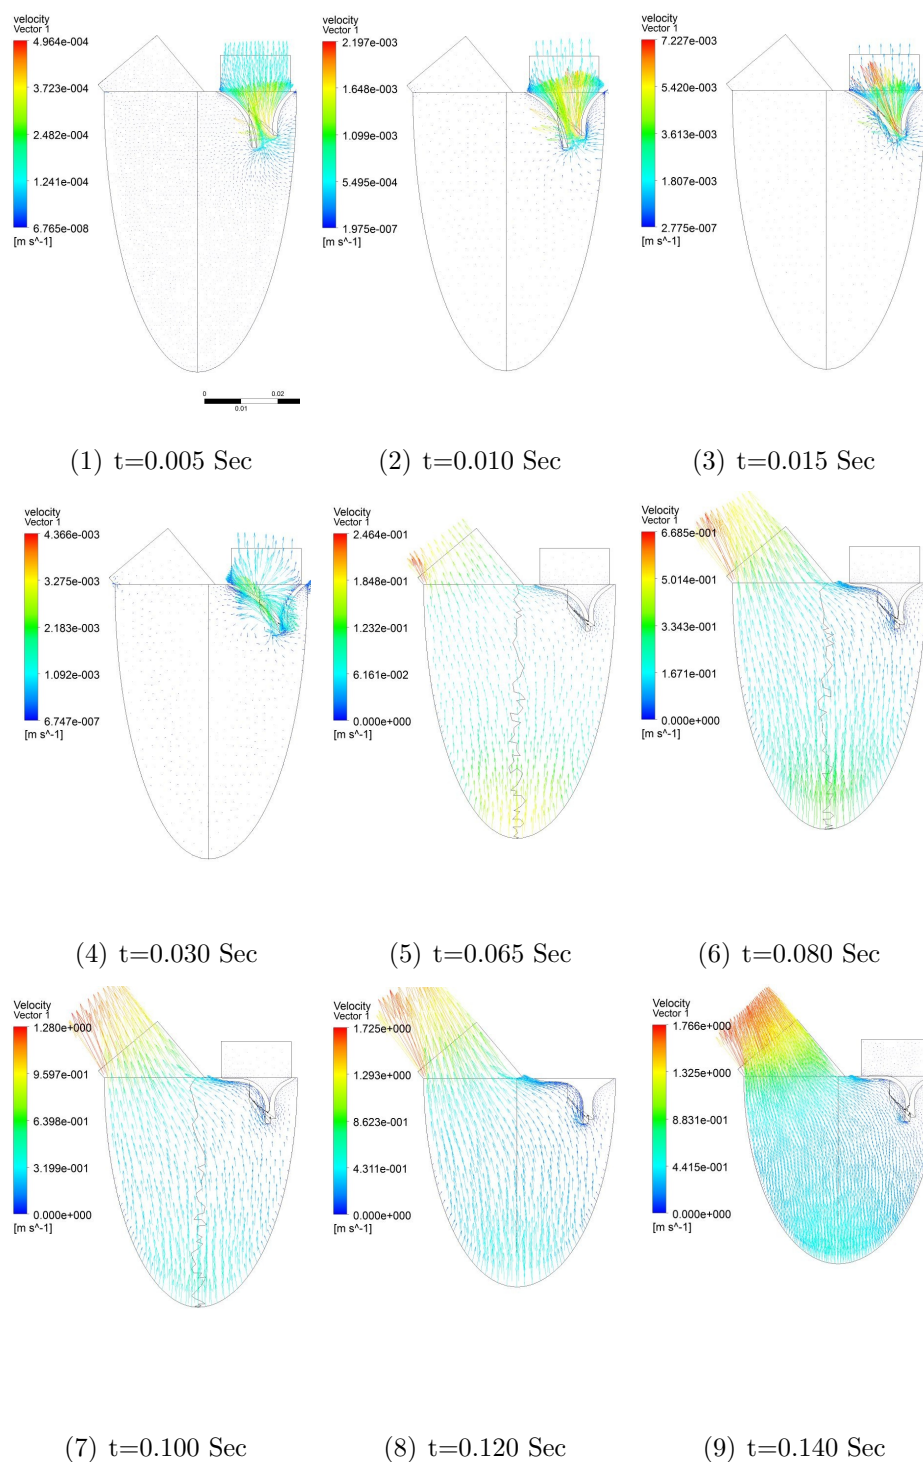 velocity
Vector 1
4.964e-004
3.723e-004
2.482e-004
1.241e-004
6.765e-008
[m s^-1]
0
0.02
0.01
(1) t=0.005 Sec
velocity
Vector 1
2.197e-003
1.648e-003
1.099e-003
5.495e-004
1.975e-007
[m s^-1]
(2) t=0.010 Sec
velocity
Vector 1
7.227e-003
5.420e-003
3.613e-003
1.807e-003
2.775e-007
[m s^-1]
(3) t=0.015 Sec
velocity
Vector 1
4.366e-003
3.275e-003
2.183e-003
1.092e-003
6.747e-007
[m s^-1]
(4) t=0.030 Sec
Velocity
Vector 1
2.464e-001
1.848e-001
1.232e-001
6.161e-002
0.000e+000
[m s^-1]
(5) t=0.065 Sec
Velocity
Vector 1
6.685e-001
5.014e-001
3.343e-001
1.671e-001
0.000e+000
[m s^-1]
(6) t=0.080 Sec
Velocity
Vector 1
1.280e+000
9.597e-001
6.398e-001
3.199e-001
0.000e+000
[m s^-1]
(7) t=0.100 Sec
Velocity
Vector 1
1.725e+000
1.293e+000
8.623e-001
4.311e-001
0.000e+000
[m s^-1]
(8) t=0.120 Sec
Velocity
Vector 1
1.766e+000
1.325e+000
8.831e-001
4.415e-001
0.000e+000
[m s^-1]
(9) t=0.140 Sec